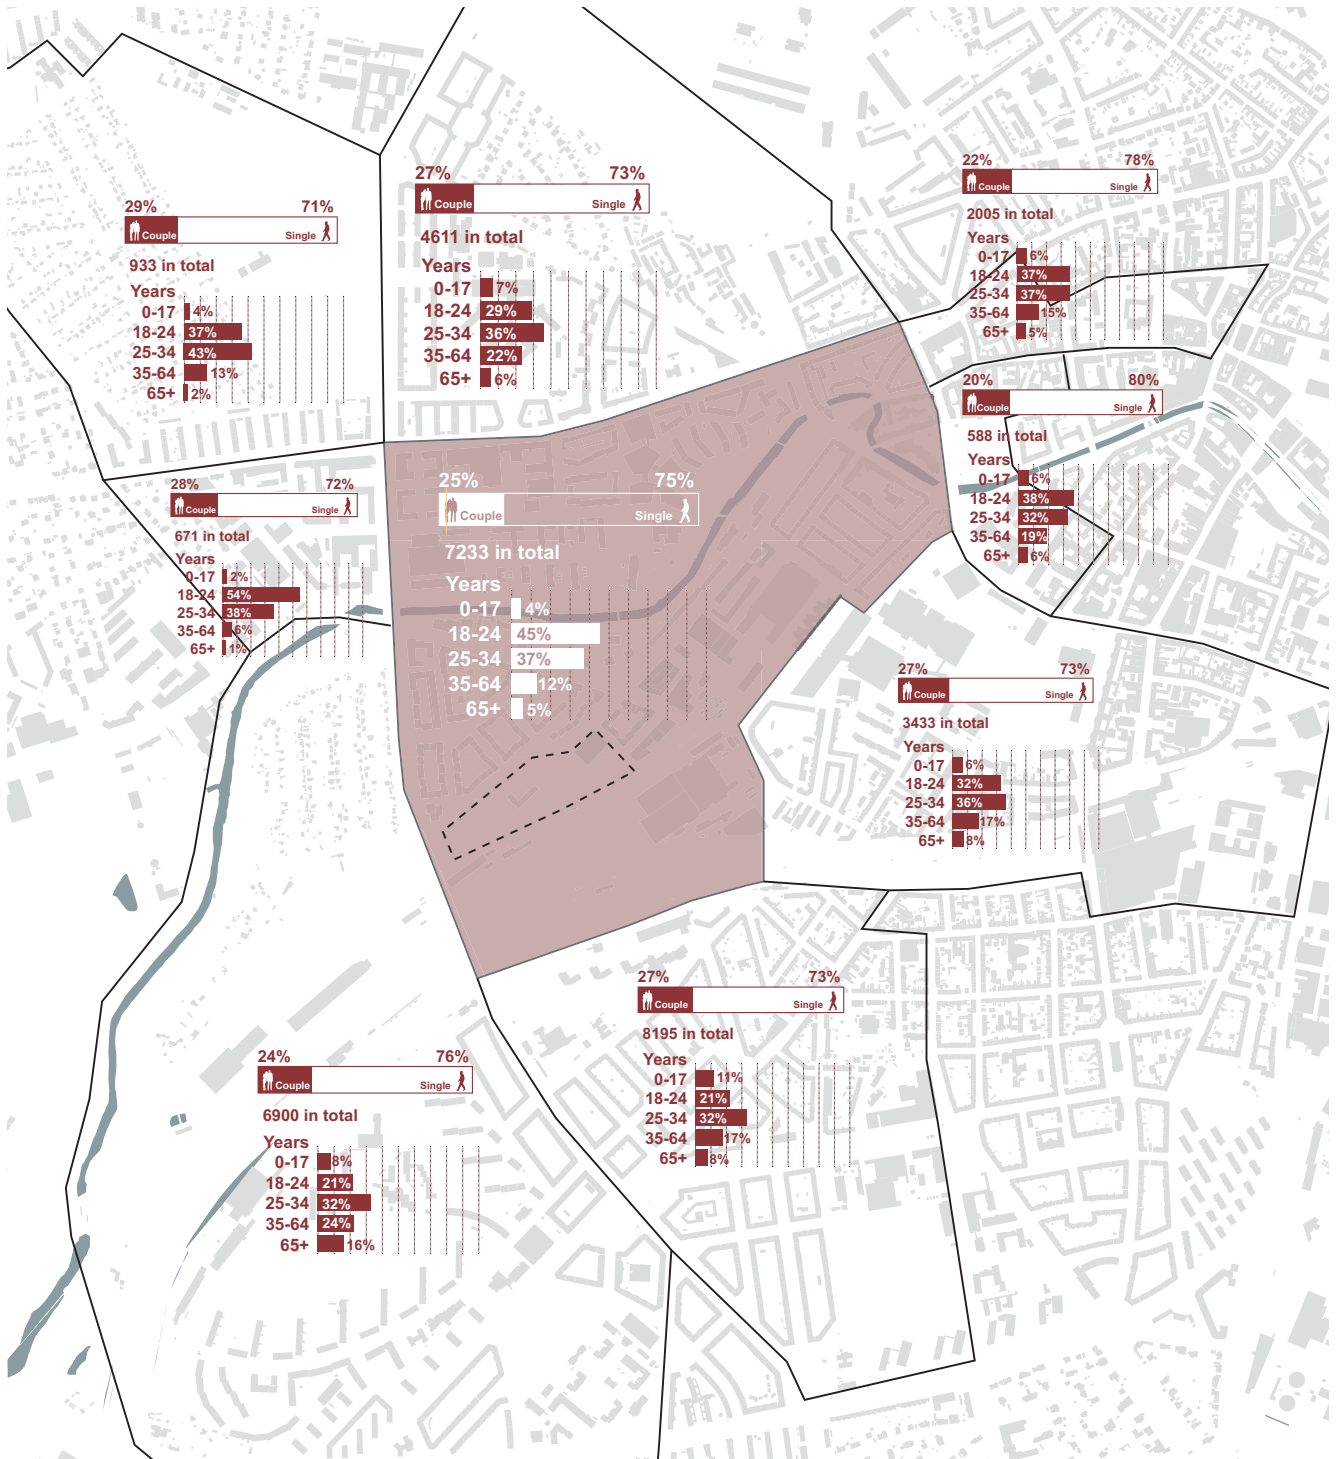 29% 71%
Couple Single
933 in total
Years
0-17 4%
18-24 37%
25-34 43%
35-64 13%
65+ 2%
27% 73%
Couple Single
4611 in total
Years
0-17 7%
18-24 29%
25-34 36%
35-64 22%
65+ 6%
22% 78%
Couple Single
2005 in total
Years
0-17 6%
18-24 37%
25-34 37%
35-64 15%
65+ 5%
20% 80%
Couple Single
588 in total
Years
0-17 6%
18-24 38%
25-34 32%
35-64 19%
65+ 6%
28% 72%
Couple Single
671 in total
Years
0-17 2%
18-24 54%
25-34 38%
35-64 6%
65+ 1%
25% 75%
Couple Single
7233 in total
Years
0-17 4%
18-24 45%
25-34 37%
35-64 12%
65+ 5%
27% 73%
Couple Single
3433 in total
Years
0-17 6%
18-24 32%
25-34 36%
35-64 17%
65+ 8%
27% 73%
Couple Single
8195 in total
Years
0-17 11%
18-24 21%
25-34 32%
35-64 17%
65+ 8%
24% 76%
Couple Single
6900 in total
Years
0-17 8%
18-24 21%
25-34 32%
35-64 24%
65+ 16%